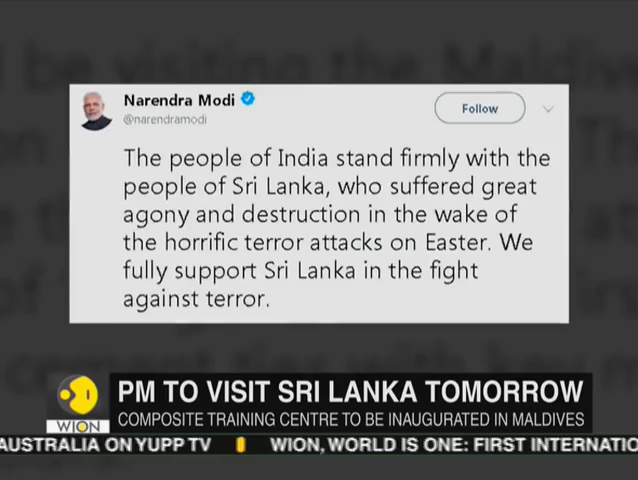 Narendra Modi
@narendramodi
Follow
The people of India stand firmly with the
people of Sri Lanka, who suffered great
agony and destruction in the wake of
the horrific terror attacks on Easter. We
fully support Sri Lanka in the fight
against terror.
PM TO VISIT SRI LANKA TOMORROW
COMPOSITE TRAINING CENTRE TO BE INAUGURATED IN MALDIVES
WION
AUSTRALIA ON YUPP TV WION, WORLD IS ONE: FIRST INTERNATIO